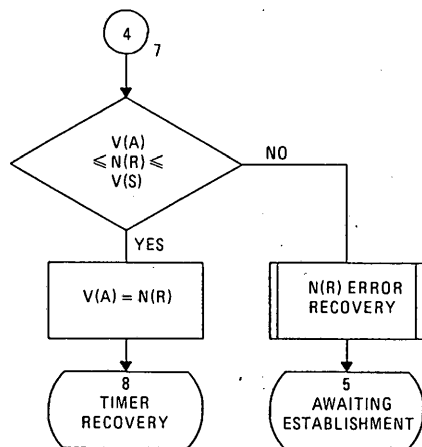 4
7
V(A)
≤ N(R) ≤
V(S)
NO
YES
V(A) = N(R)
N(R) ERROR
RECOVERY
8
TIMER
RECOVERY
5
AWAITING
ESTABLISHMENT